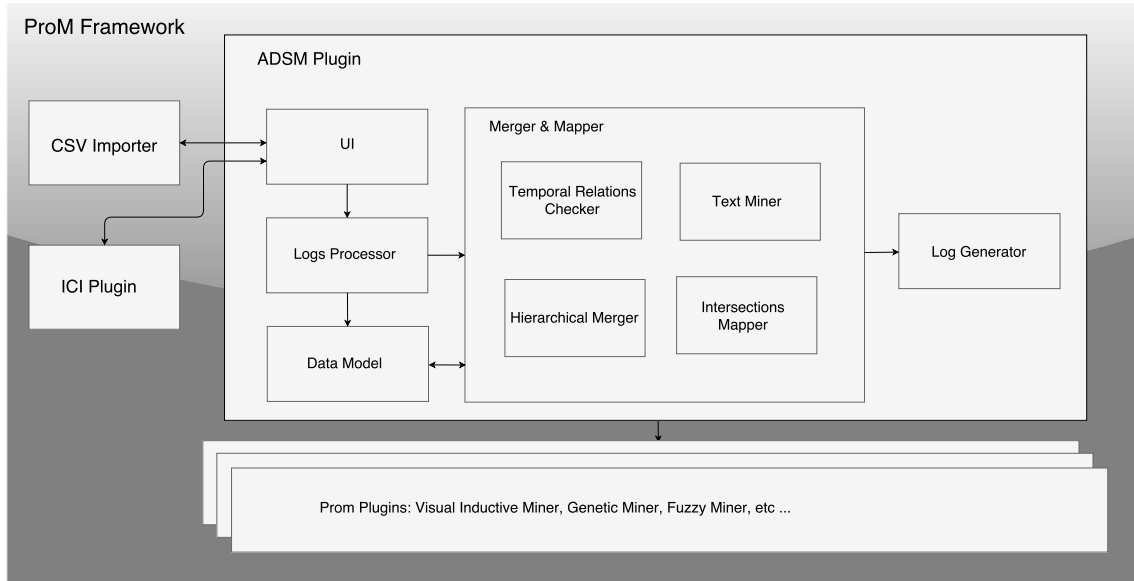 ProM Framework
ADSM Plugin
CSV Importer
UI
Merger & Mapper
Temporal Relations
Checker
Text Miner
Logs Processor
Log Generator
ICI Plugin
Hierarchical Merger
Intersections
Mapper
Data Model
Prom Plugins: Visual Inductive Miner, Genetic Miner, Fuzzy Miner, etc ...